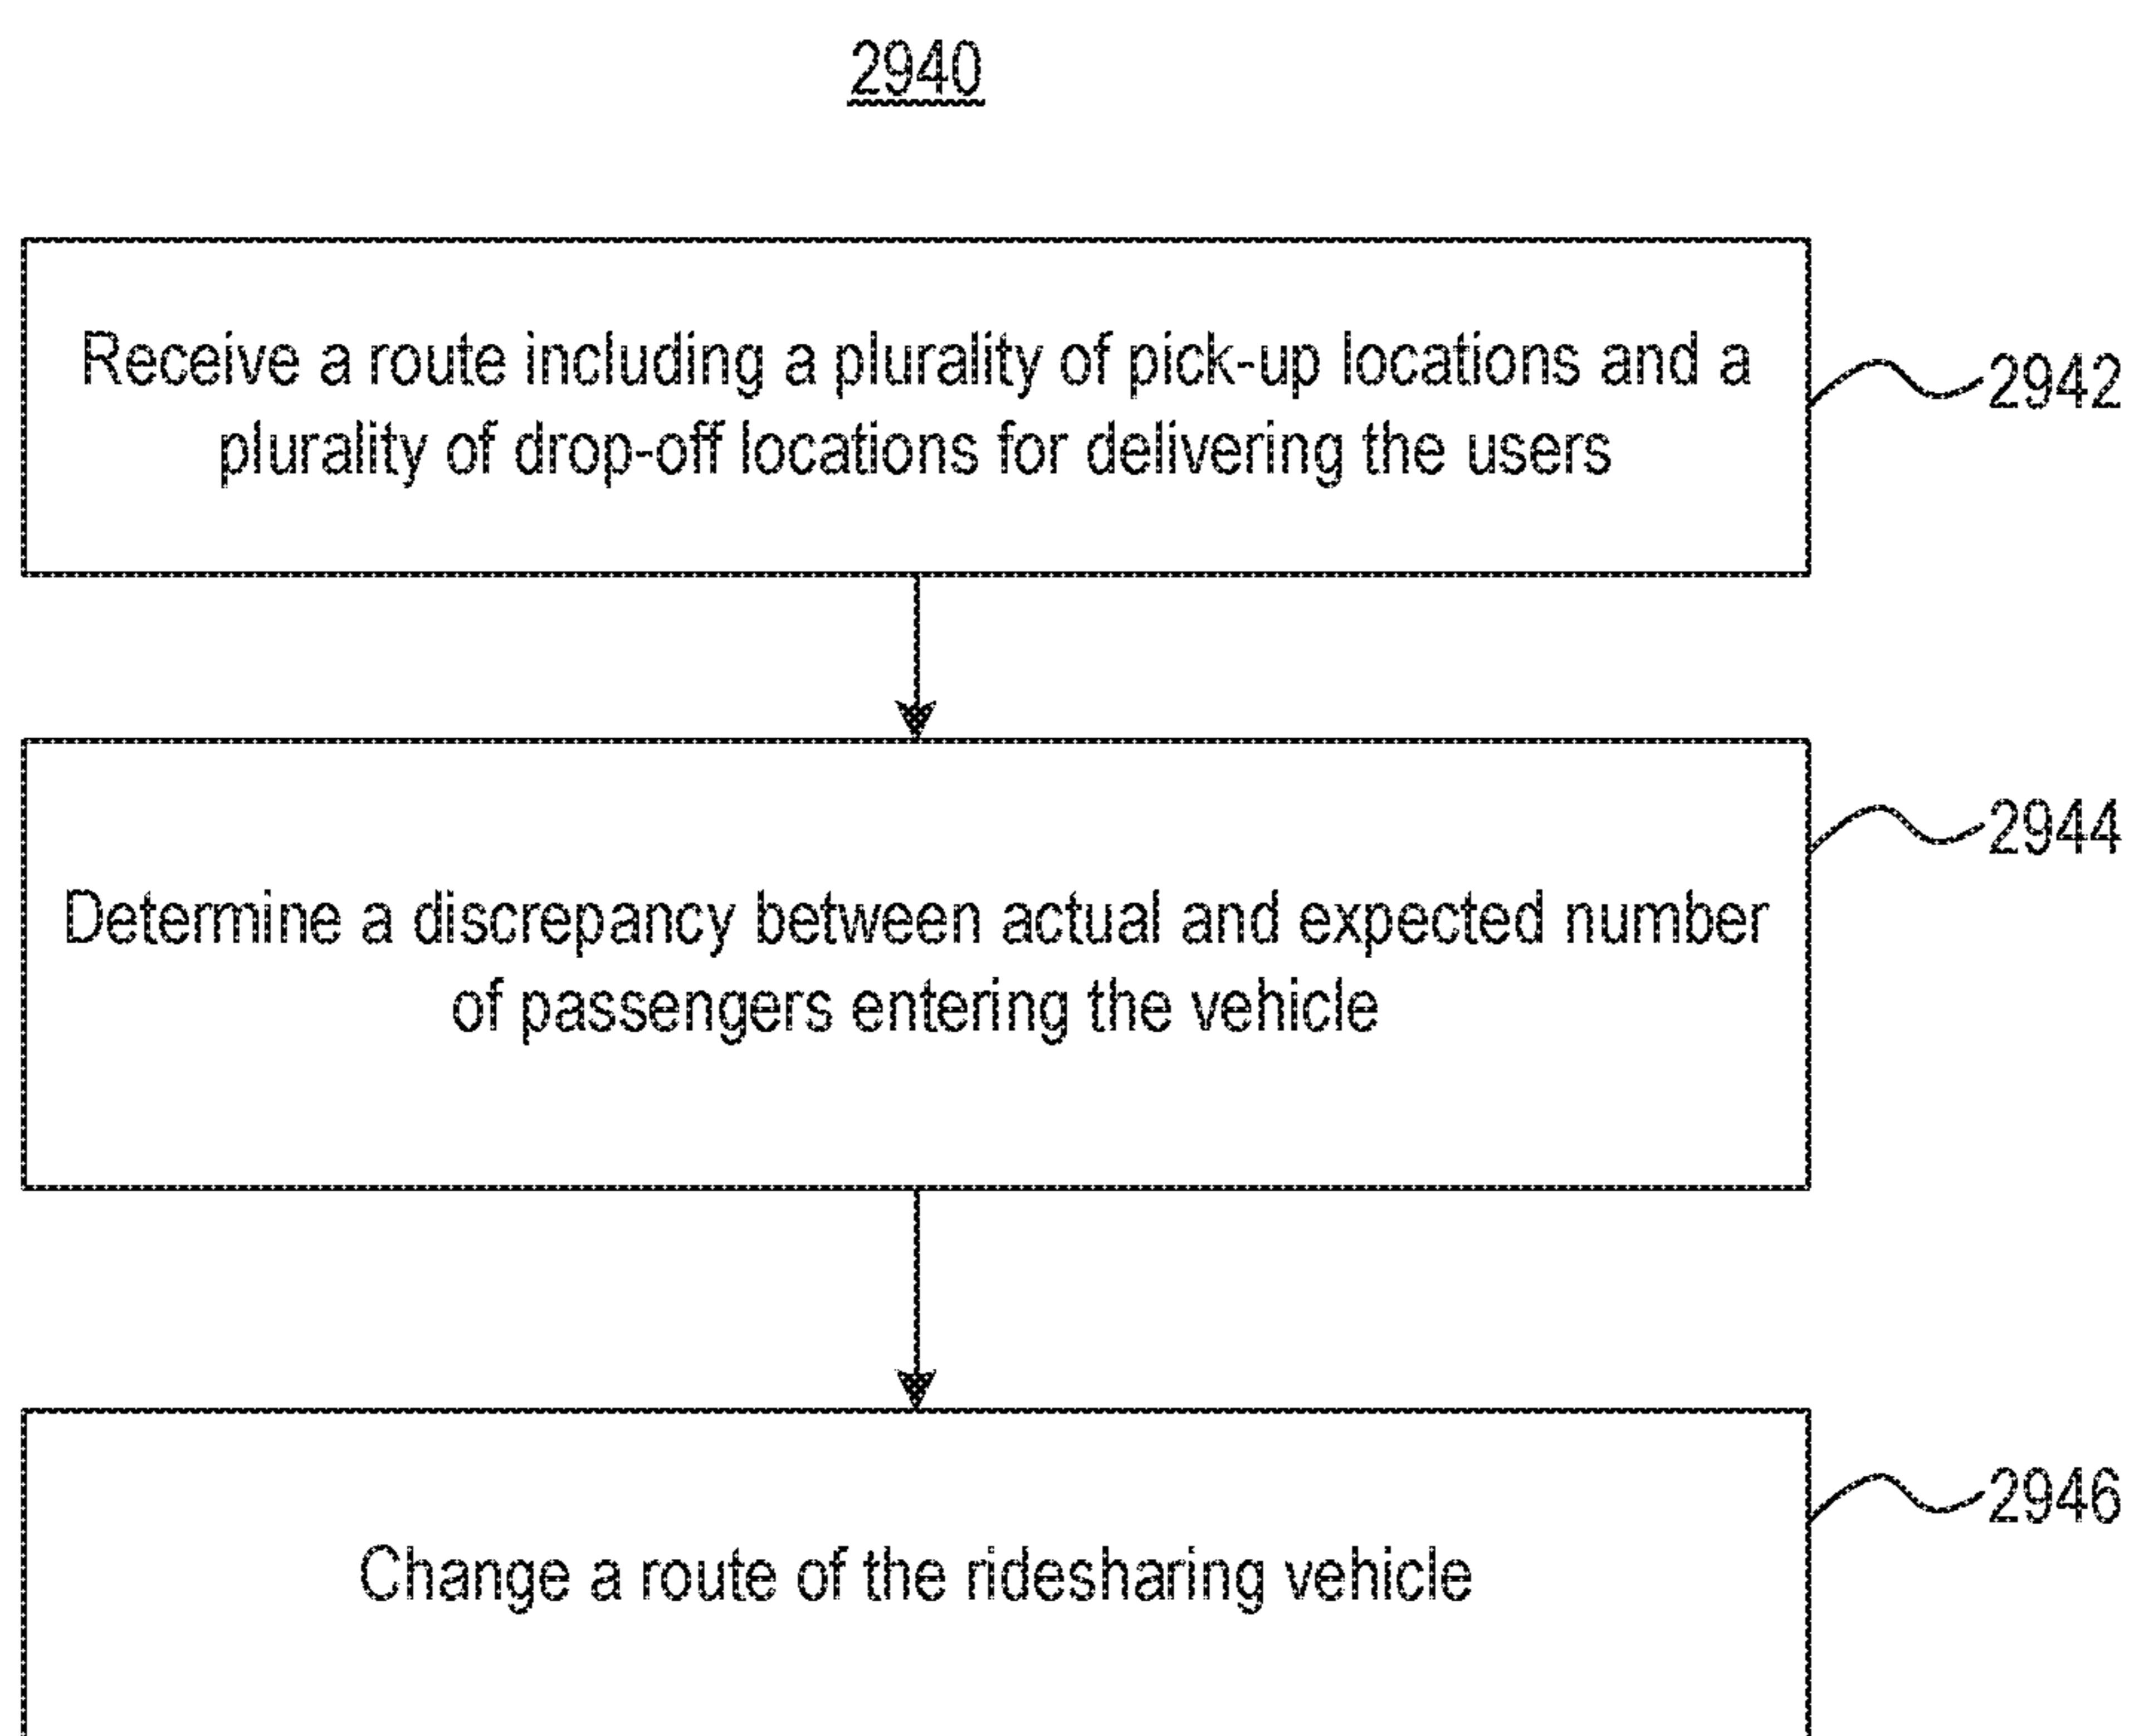 2940
Receive a route including a plurality of pick-up locations and a
plurality of drop-off locations for delivering the users
2942
Determine a discrepancy between actual and expected number
of passengers entering the vehicle
2944
Change a route of the ridesharing vehicle
2946